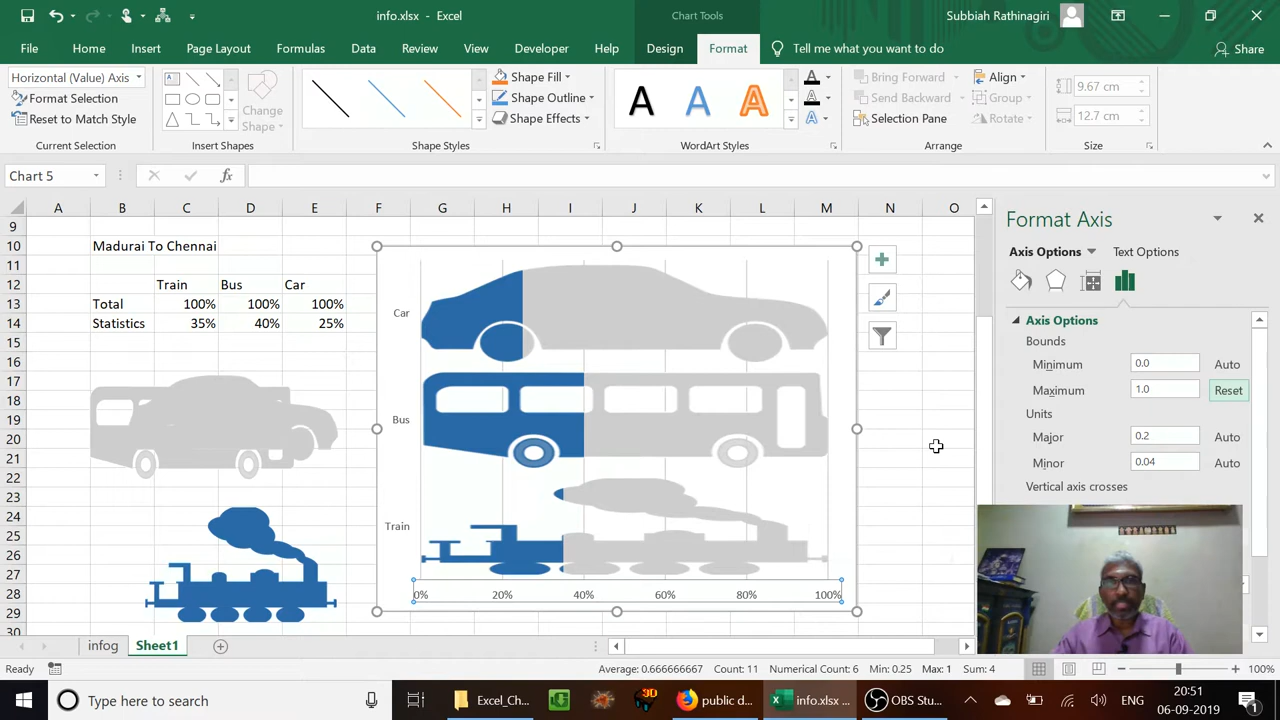 info.xlsx - Excel
Chart Tools
Subbiah Rathinagiri
File Home Insert Page Layout Formulas Data Review View Developer Help Design Format Tell me what you want to do Share
Horizontal (Value) Axis
Format Selection
Reset to Match Style
Current Selection
Change Shape
Insert Shapes
Shape Fill
Shape Outline
Shape Effects
Shape Styles
A A A
WordArt Styles
Bring Forward
Send Backward
Selection Pane
Align
Group
Rotate
Arrange
9.67 cm
12.7 cm
Size
Chart 5
fx
A B C D E F G H I J K L M N O
9
10 Madurai To Chennai
11
12 Train Bus Car
13 Total 100% 100% 100%
14 Statistics 35% 40% 25%
15
16
17
18
19
20
21
22
23
24
25
26
27
28
29
30
Car
Bus
Train
0% 20% 40% 60% 80% 100%
Format Axis
Axis Options Text Options
Axis Options
Bounds
Minimum 0.0 Auto
Maximum 1.0 Reset
Units
Major 0.2 Auto
Minor 0.04 Auto
Vertical axis crosses
infog Sheet1
Ready
Average: 0.666666667 Count: 11 Numerical Count: 6 Min: 0.25 Max: 1 Sum: 4
100%
Type here to search
Excel_Ch...
3D
public d...
info.xlsx ...
OBS Stu...
ENG
20:51
06-09-2019
1